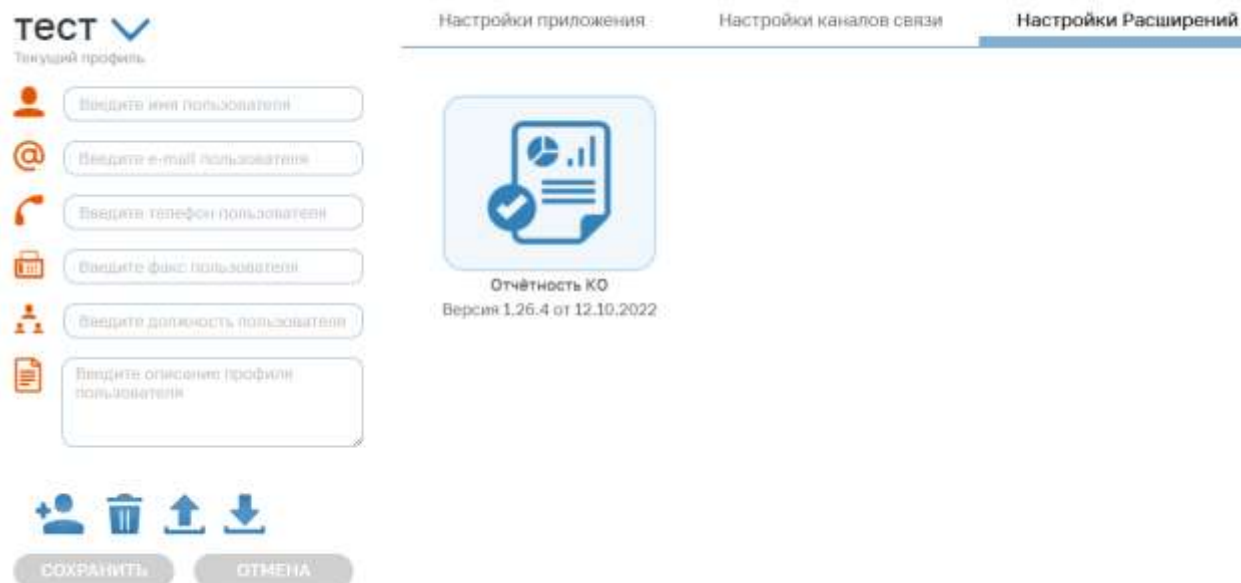 тест
Текущий профиль
Введите имя пользователя
Введите e-mail пользователя
Введите телефон пользователя
Введите факс пользователя
Введите должность пользователя
Введите описание профиля
пользователя
СОХРАНИТЬ
ОТМЕНА
Настройки приложения
Настройки каналов связи
Настройки Расширений
Отчётность КО
Версия 1.26.4 от 12.10.2022